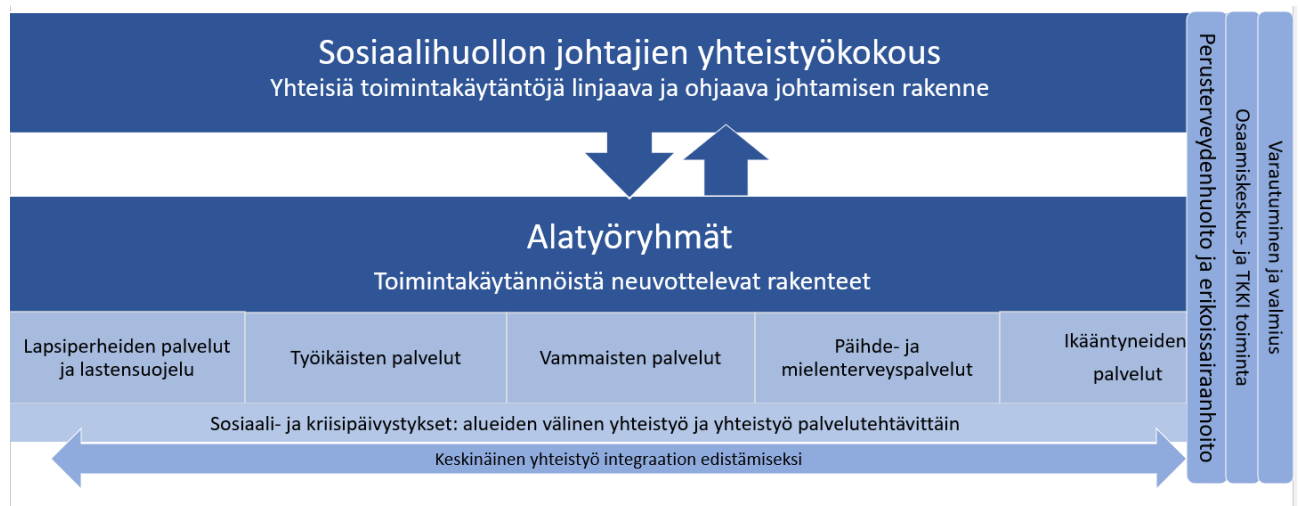 Sosiaalihuollon johtajien yhteistyökokous
Yhteisiä toimintakäytäntöjä linjaava ja ohjaava johtamisen rakenne
Alatyöryhmät
Toimintakäytännöistä neuvottelevat rakenteet
Lapsiperheiden palvelut
ja lastensuojelu
Työikäisten palvelut
Vammaisten palvelut
Päihde- ja
mielenterveyspalvelut
Ikääntyneiden
palvelut
Sosiaali- ja kriisipäivystykset: alueiden välinen yhteistyö ja yhteistyö palvelutehtävittäin
Keskinäinen yhteistyö integraation edistämiseksi
Perusterveydenhuolto ja erikoissairaanhoito
Osaamiskeskus- ja TKKI toiminta
Varautuminen ja valmius